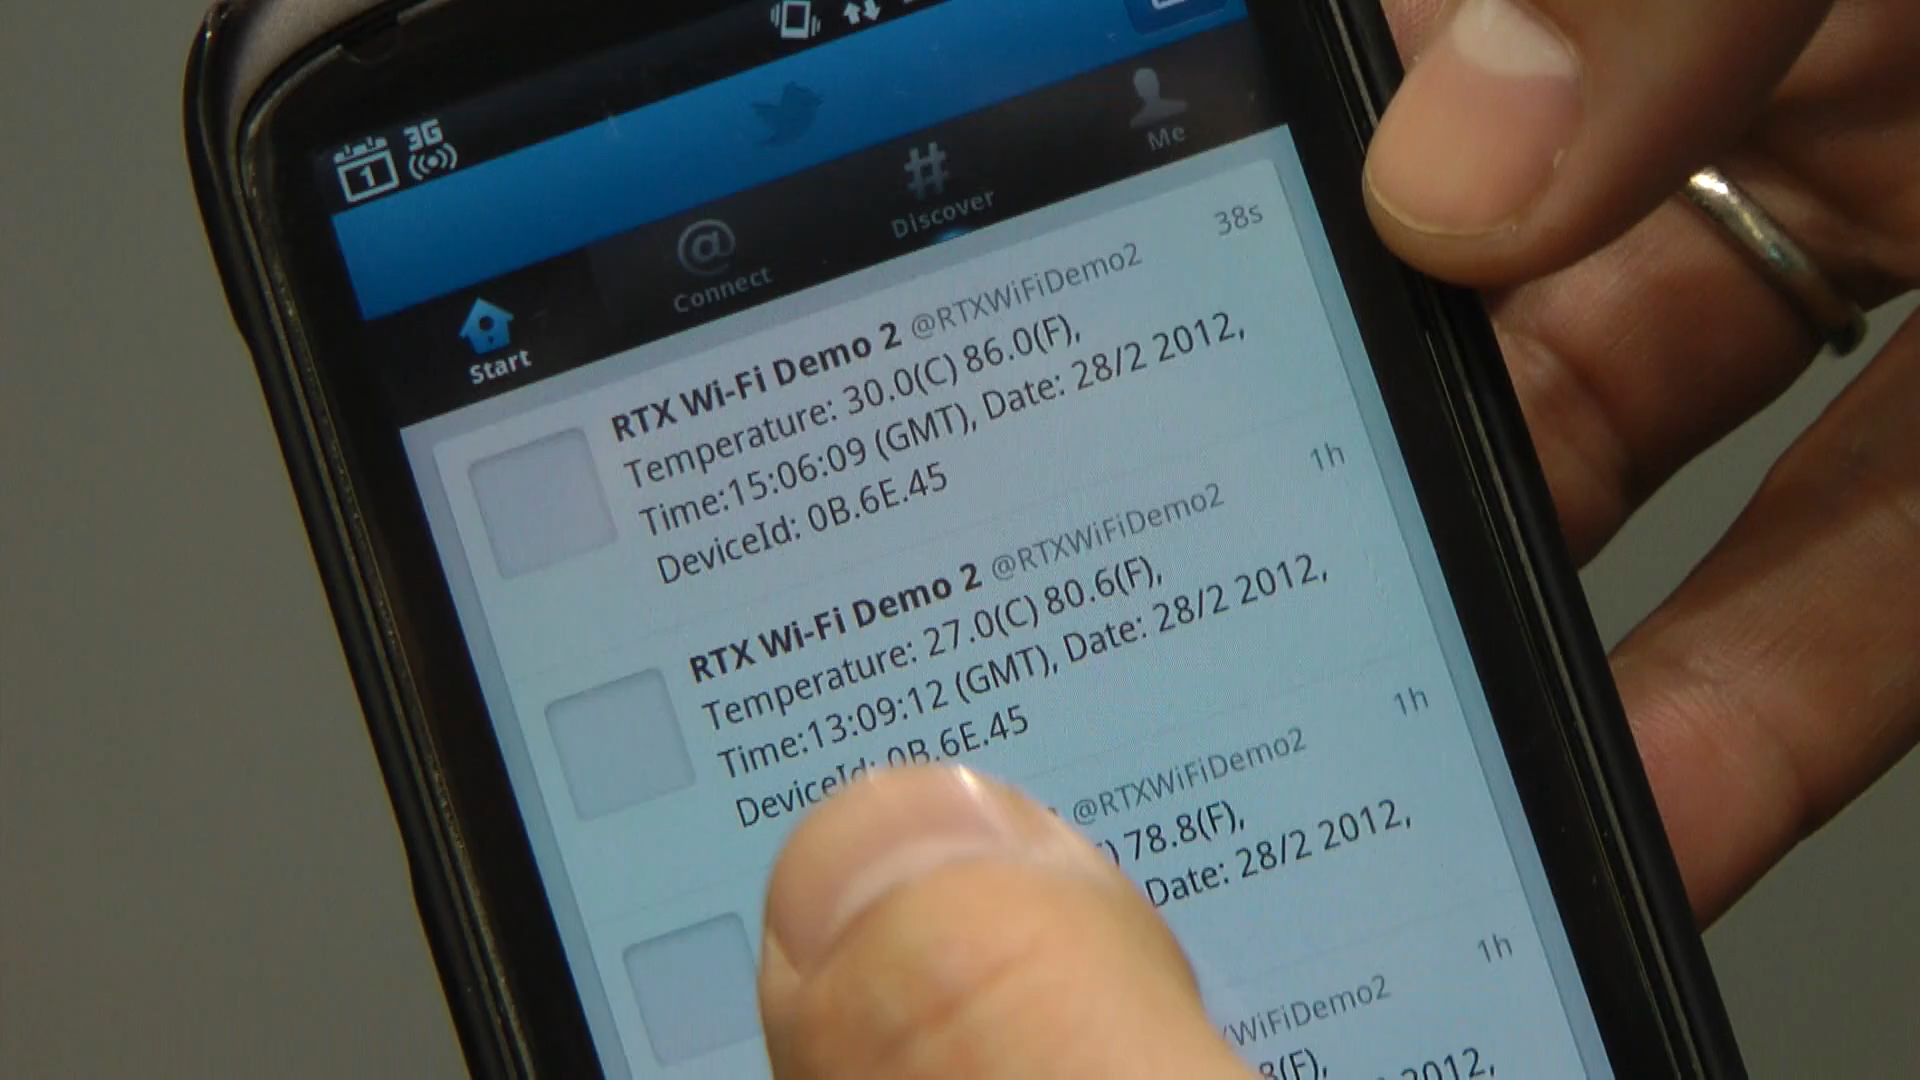 1
3G
Start
@
Connect
#
Discover
Me
RTX Wi-Fi Demo 2 @RTXWiFiDemo2 38s
Temperature: 30.0(C) 86.0(F),
Time:15:06:09 (GMT), Date: 28/2 2012,
DeviceId: 0B.6E.45
RTX Wi-Fi Demo 2 @RTXWiFiDemo2 1h
Temperature: 27.0(C) 80.6(F),
Time:13:09:12 (GMT), Date: 28/2 2012,
DeviceId: 0B.6E.45
@RTXWiFiDemo2 1h
78.8(F),
Date: 28/2 2012,
WiFiDemo2 1h
(F),
2012,